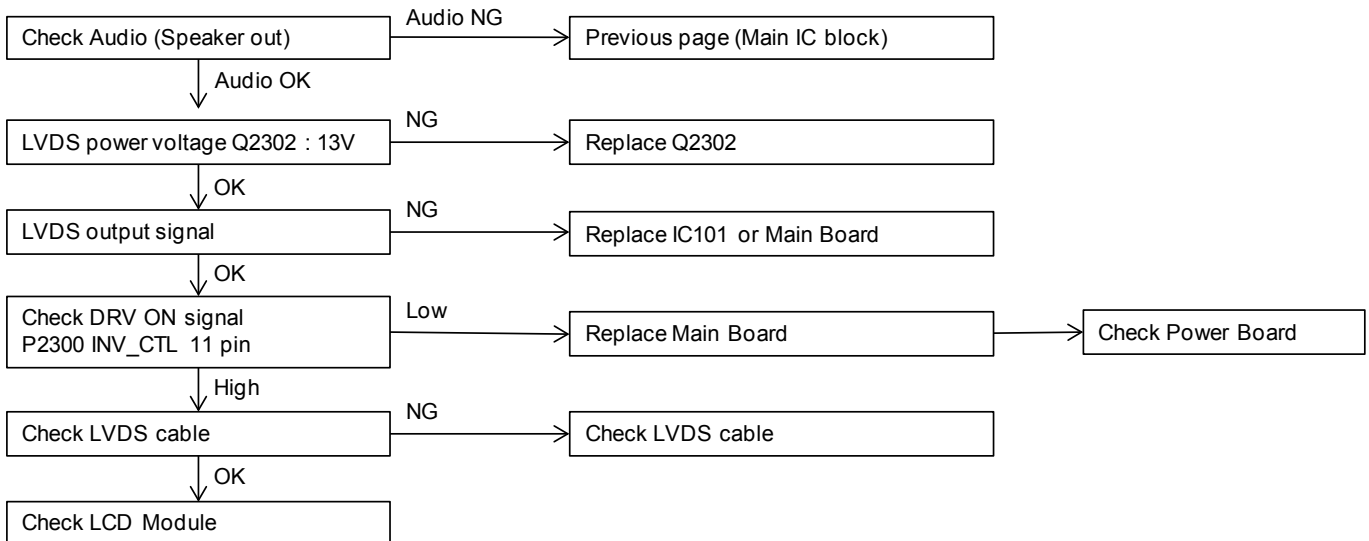 Audio NG
Check Audio (Speaker out)
Previous page (Main IC block)
Audio OK
NG
LVDS power voltage Q2302 : 13V
Replace Q2302
OK
NG
LVDS output signal
Replace IC101 or Main Board
OK
Check DRV ON signal
P2300 INV_CTL 11 pin
Low
Replace Main Board
Check Power Board
High
NG
Check LVDS cable
Check LVDS cable
OK
Check LCD Module